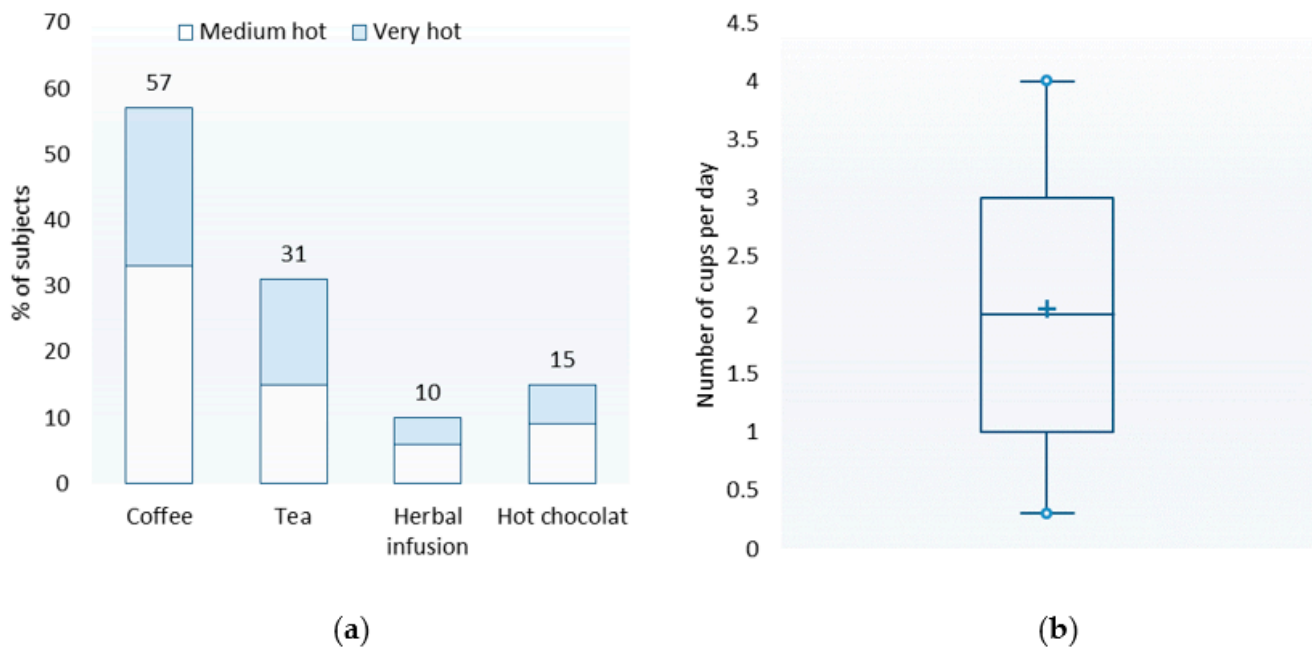 70
60
50
40
30
20
10
0
% of subjects
Medium hot Very hot
57
31
10
15
Coffee
Tea
Herbal
infusion
Hot chocolat
(a)
4.5
4
3.5
3
2.5
2
1.5
1
0.5
0
Number of cups per day
(b)